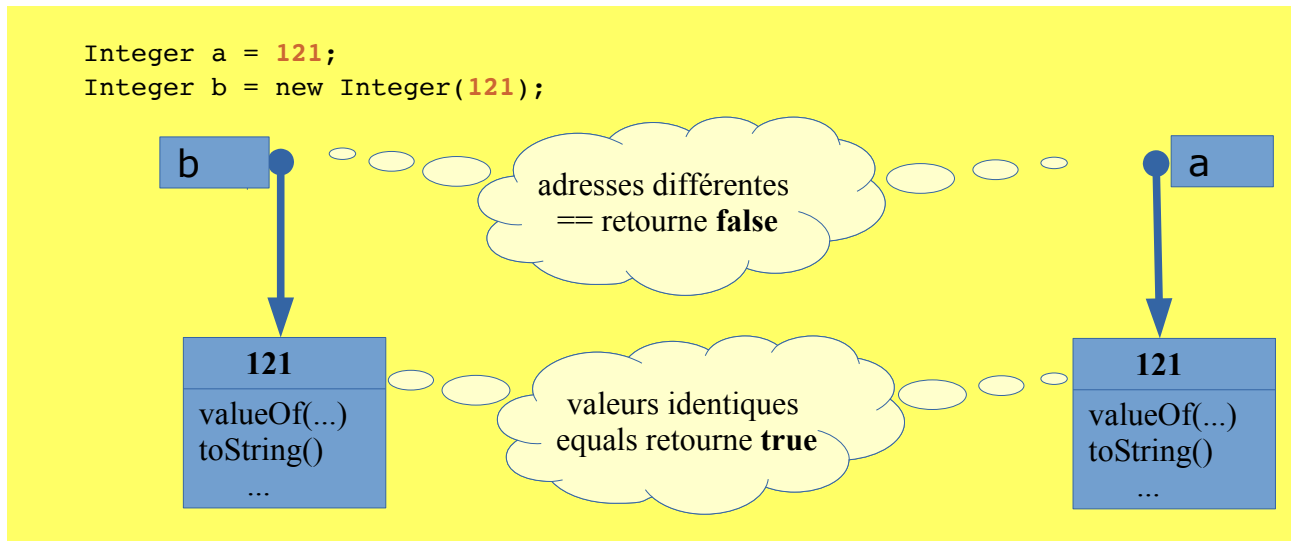 Integer a = 121;
Integer b = new Integer(121);
b
a
adresses différentes
== retourne false
121
valueOf(...)
toString()
...
valeurs identiques
equals retourne true
121
valueOf(...)
toString()
...